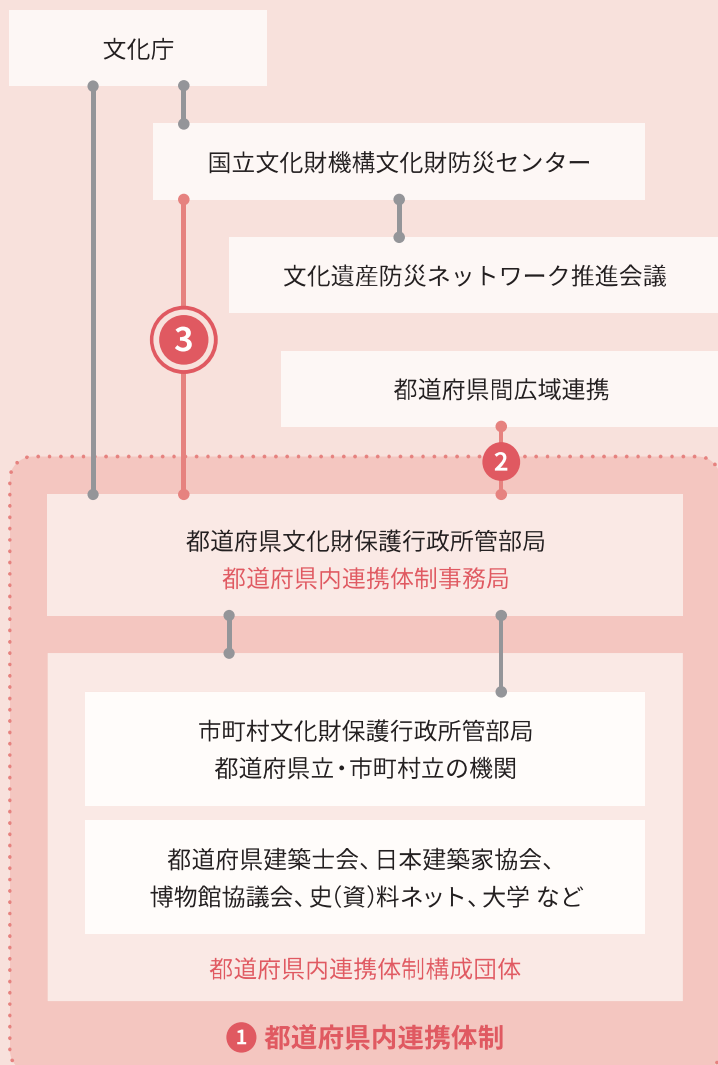 文化庁
国立文化財機構文化財防災センター
文化遺産防災ネットワーク推進会議
3
都道府県間広域連携
2
都道府県文化財保護行政所管部局
都道府県内連携体制事務局
市町村文化財保護行政所管部局
都道府県立・市町村立の機関
都道府県建築士会、日本建築家協会、
博物館協議会、史(資)料ネット、大学 など
都道府県内連携体制構成団体
1 都道府県内連携体制